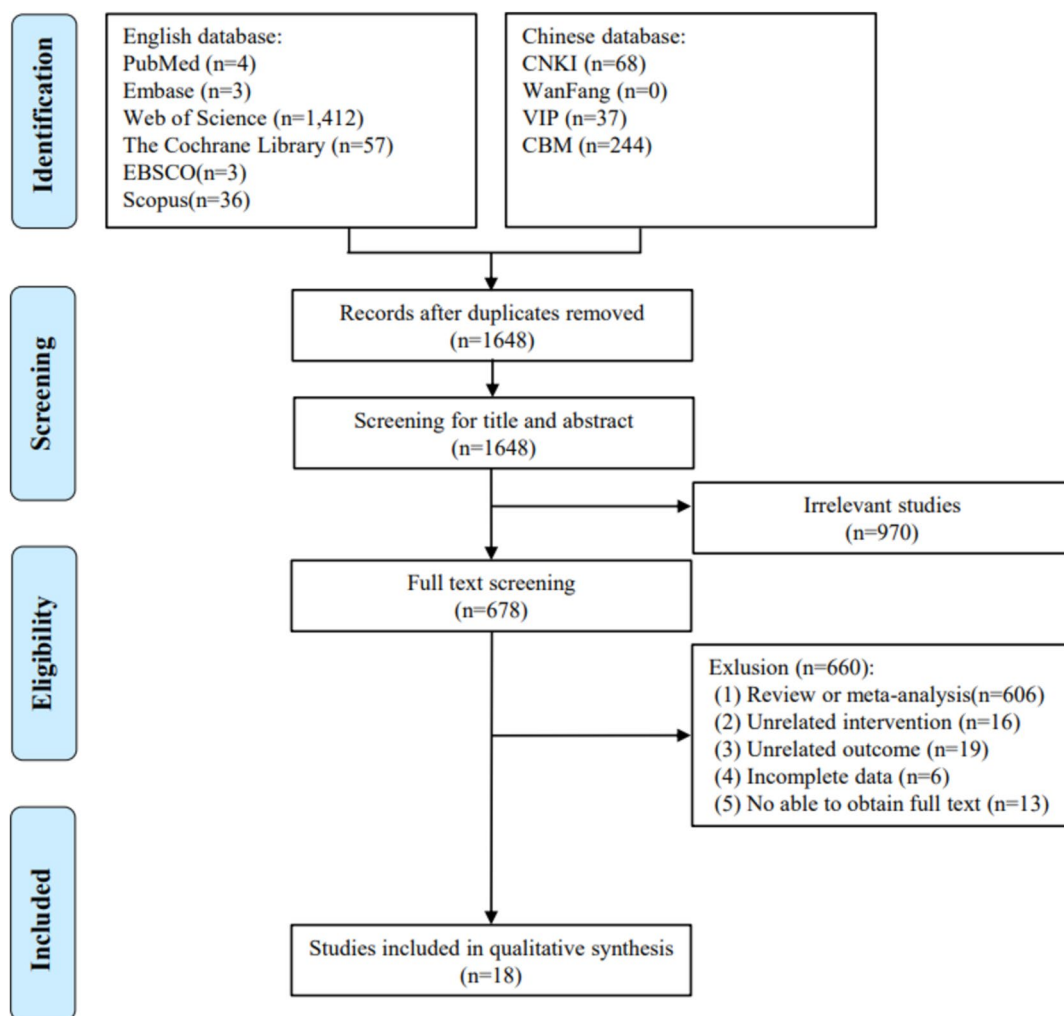 Identification
English database:
PubMed (n=4)
Embase (n=3)
Web of Science (n=1,412)
The Cochrane Library (n=57)
EBSCO(n=3)
Scopus(n=36)
Chinese database:
CNKI (n=68)
WanFang (n=0)
VIP (n=37)
CBM (n=244)
Screening
Records after duplicates removed
(n=1648)
Screening for title and abstract
(n=1648)
Irrelevant studies
(n=970)
Eligibility
Full text screening
(n=678)
Exlusion (n=660):
(1) Review or meta-analysis(n=606)
(2) Unrelated intervention (n=16)
(3) Unrelated outcome (n=19)
(4) Incomplete data (n=6)
(5) No able to obtain full text (n=13)
Included
Studies included in qualitative synthesis
(n=18)